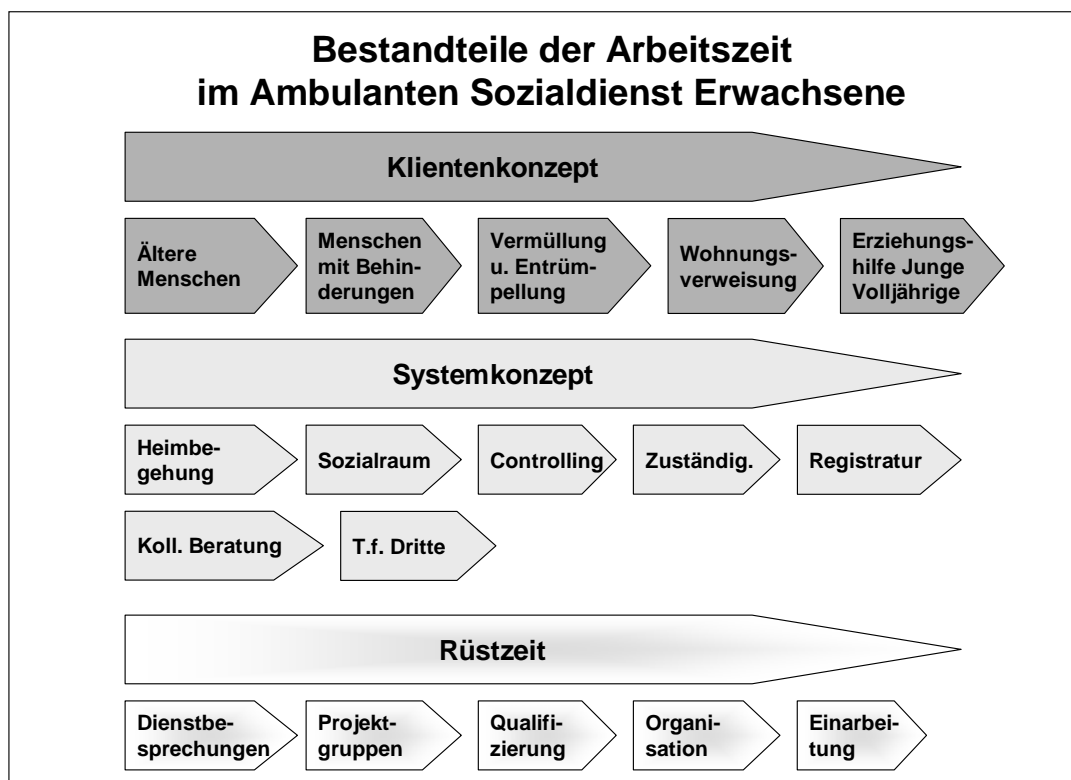 Bestandteile der Arbeitszeit
im Ambulanten Sozialdienst Erwachsene
Klientenkonzept
Ältere
Menschen
Menschen
mit Behin-
derungen
Vermüllung
u. Entrüm-
pellung
Wohnungs-
verweisung
Erziehungs-
hilfe Junge
Volljährige
Systemkonzept
Heimbe-
gehung
Sozialraum
Controlling
Zuständig.
Registratur
Koll. Beratung
T.f. Dritte
Rüstzeit
Dienstbe-
sprechungen
Projekt-
gruppen
Qualifi-
zierung
Organi-
sation
Einarbei-
tung